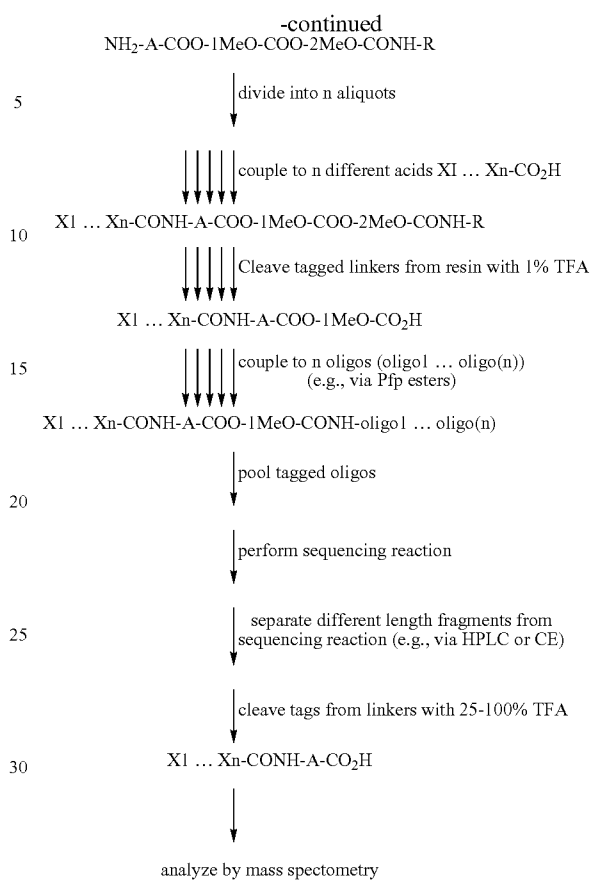 -continued
NH2-A-COO-1MeO-COO-2MeO-CONH-R
5
divide into n aliquots
couple to n different acids XI ... Xn-CO2H
X1 ... Xn-CONH-A-COO-1MeO-COO-2MeO-CONH-R
10
Cleave tagged linkers from resin with 1% TFA
X1 ... Xn-CONH-A-COO-1MeO-CO2H
15
couple to n oligos (oligo1 ... oligo(n))
(e.g., via Pfp esters)
X1 ... Xn-CONH-A-COO-1MeO-CONH-oligo1 ... oligo(n)
pool tagged oligos
20
perform sequencing reaction
separate different length fragments from
25
sequencing reaction (e.g., via HPLC or CE)
cleave tags from linkers with 25-100% TFA
X1 ... Xn-CONH-A-CO2H
30
analyze by mass spectometry